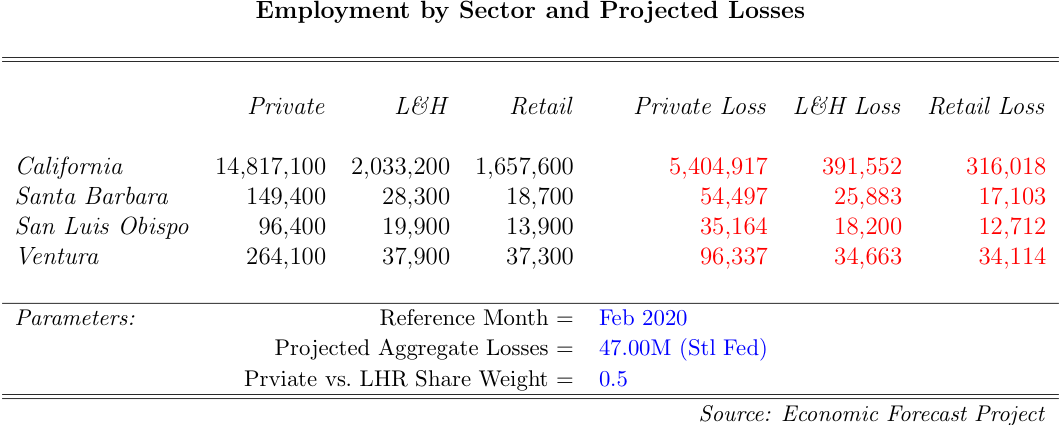 Employment by Sector and Projected Losses
Private L&H Retail Private Loss L&H Loss Retail Loss
California 14,817,100 2,033,200 1,657,600 5,404,917 391,552 316,018
Santa Barbara 149,400 28,300 18,700 54,497 25,883 17,103
San Luis Obispo 96,400 19,900 13,900 35,164 18,200 12,712
Ventura 264,100 37,900 37,300 96,337 34,663 34,114
Parameters: Reference Month = Feb 2020
Projected Aggregate Losses = 47.00M (Stl Fed)
Prviate vs. LHR Share Weight = 0.5
Source: Economic Forecast Project